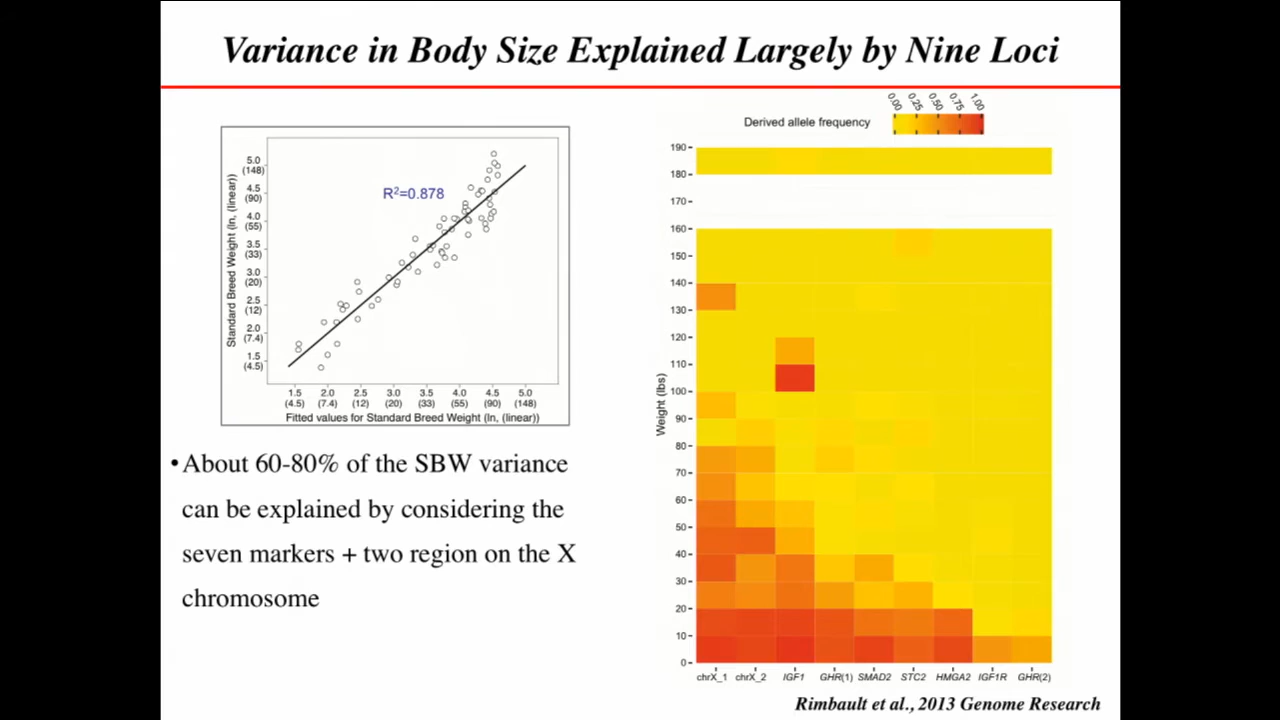 Variance in Body Size Explained Largely by Nine Loci
R²=0.878
Standard Breed Weight (ln, (linear))
5.0
(148)
4.5
(90)
4.0
(55)
3.5
(33)
3.0
(20)
2.5
(12)
2.0
(7.4)
1.5
(4.5)
1.5 2.0 2.5 3.0 3.5 4.0 4.5 5.0
(4.5) (7.4) (12) (20) (33) (55) (90) (148)
Fitted values for Standard Breed Weight (ln, (linear))
•About 60-80% of the SBW variance
can be explained by considering the
seven markers + two region on the X
chromosome
0.00 0.25 0.50 0.75 1.00
Derived allele frequency
Weight (lbs)
190
180
170
160
150
140
130
120
110
100
90
80
70
60
50
40
30
20
10
0
chrX_1 chrX_2 IGF1 GHR(1) SMAD2 STC2 HMGA2 IGF1R GHR(2)
Rimbault et al., 2013 Genome Research